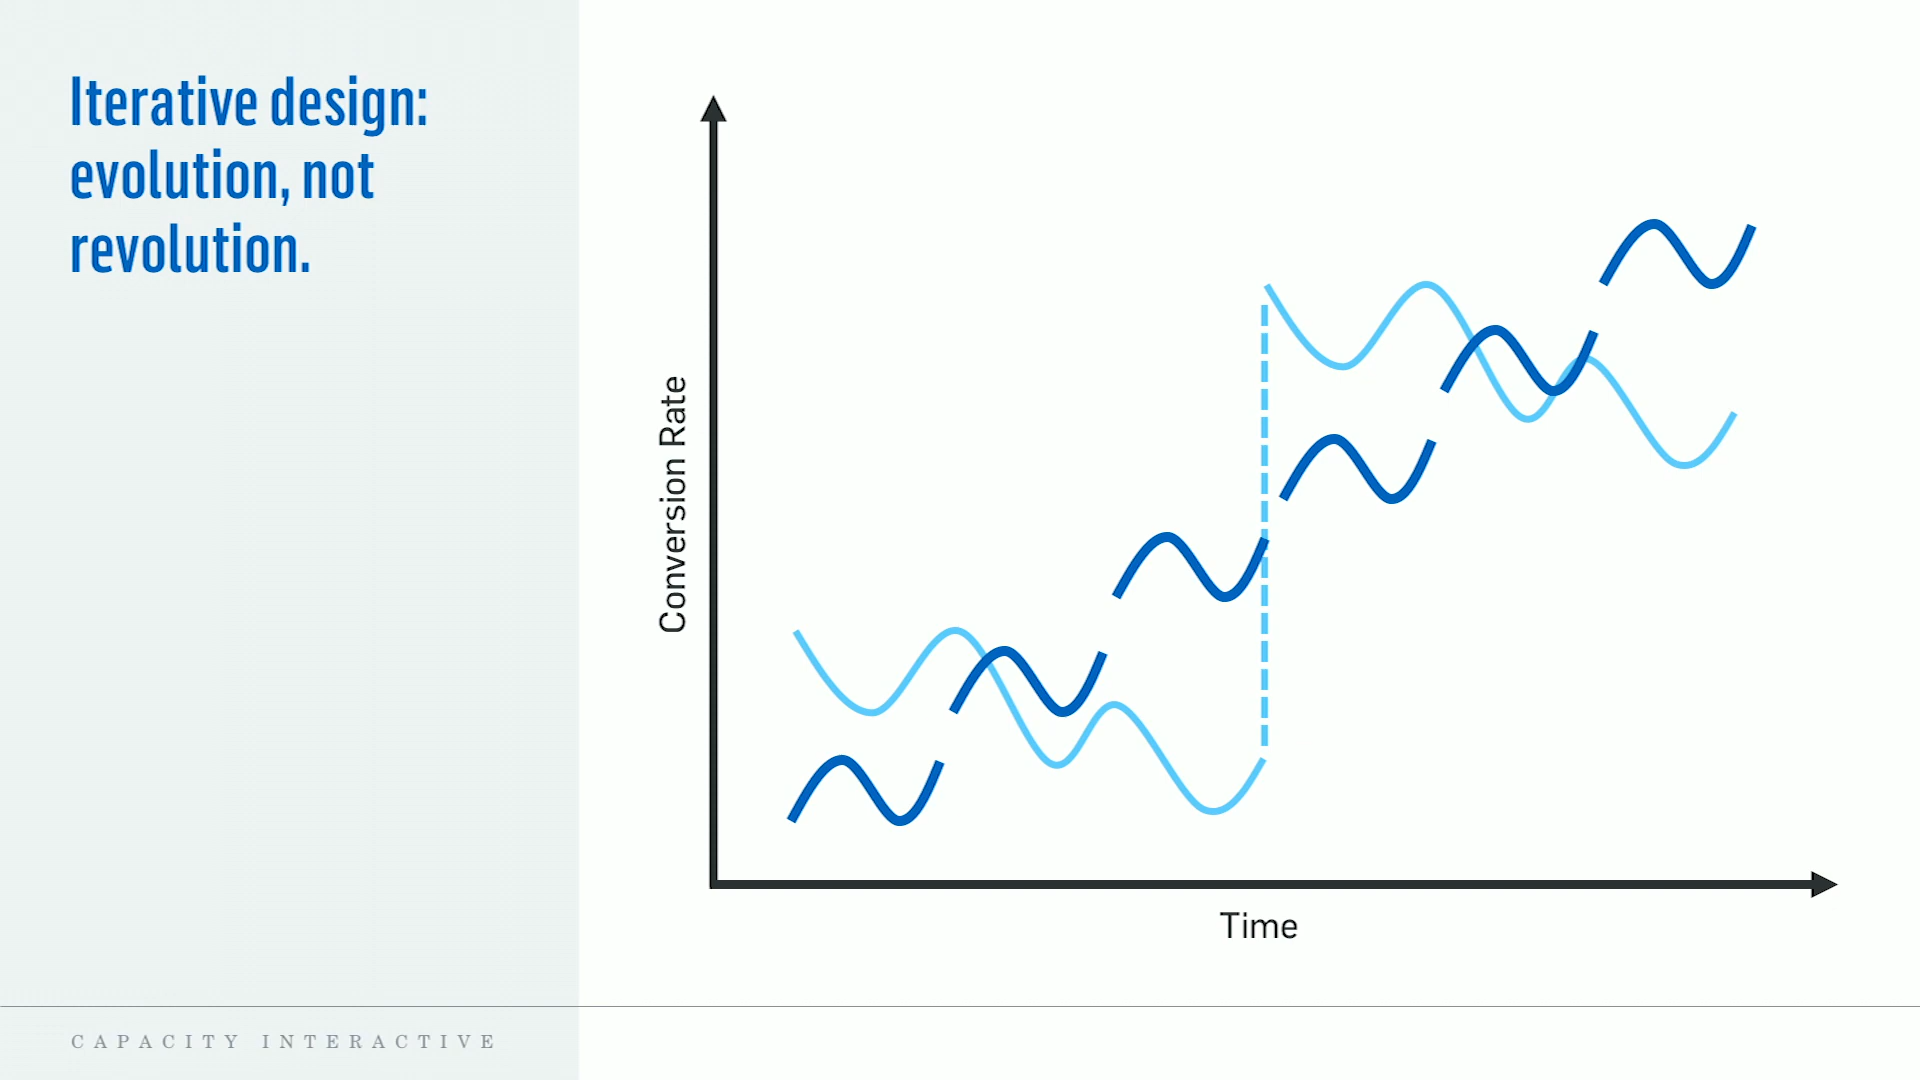 Iterative design:
evolution, not
revolution.
Conversion Rate
Time
CAPACITY INTERACTIVE